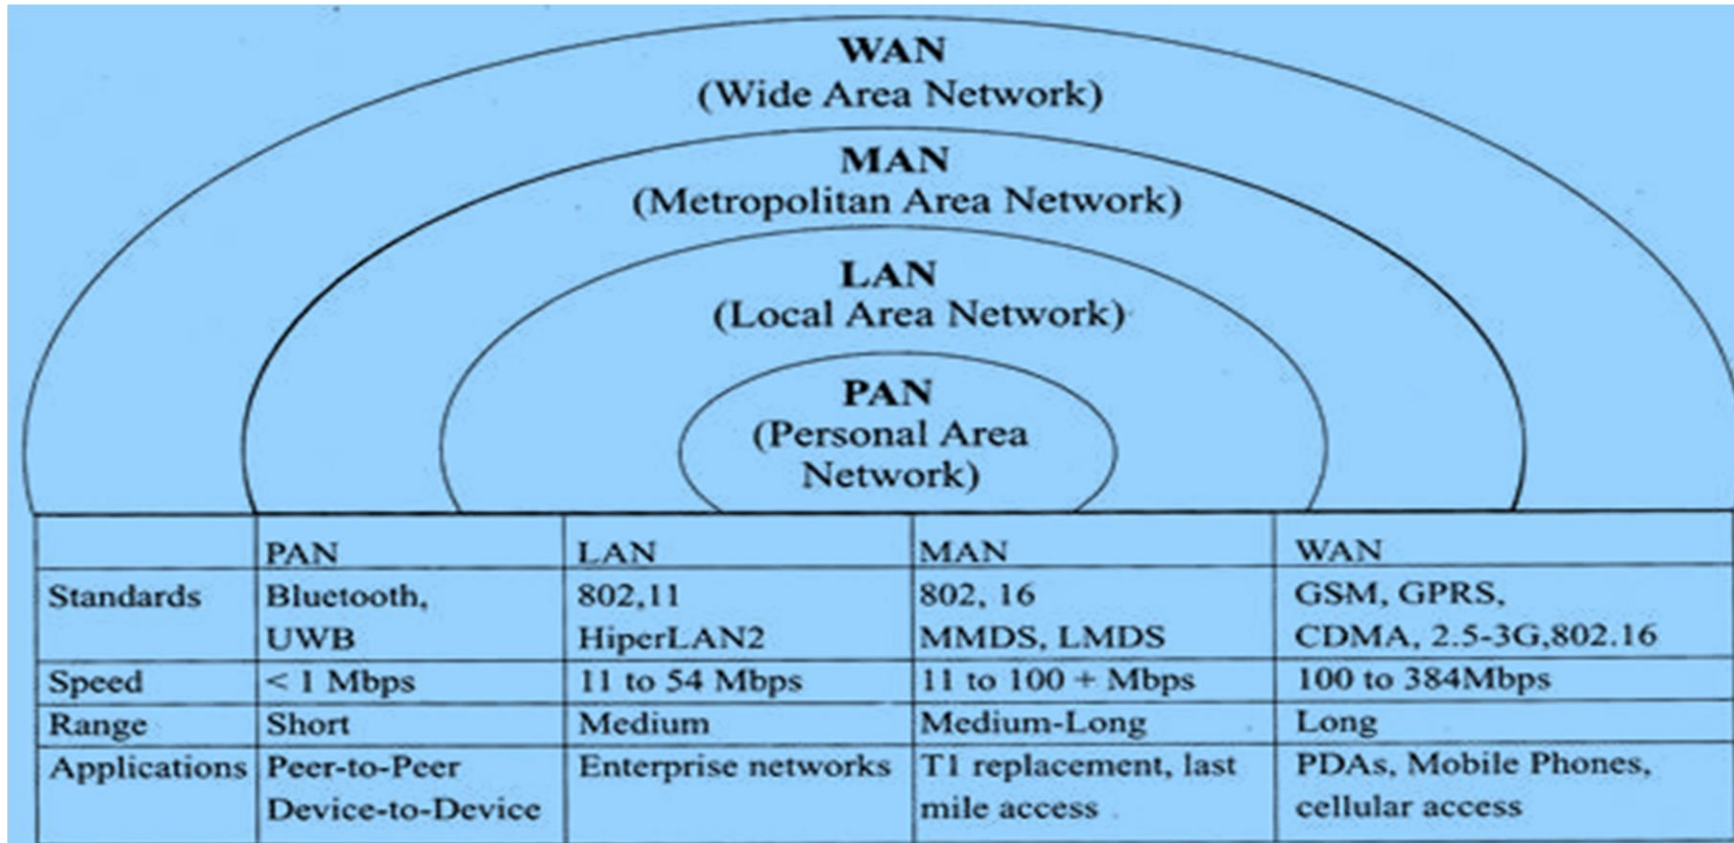 WAN
(Wide Area Network)
MAN
(Metropolitan Area Network)
LAN
(Local Area Network)
PAN
(Personal Area
Network)
PAN LAN MAN WAN
Standards Bluetooth, 802,11 802, 16 GSM, GPRS,
UWB HiperLAN2 MMDS, LMDS CDMA, 2.5-3G,802.16
Speed < 1 Mbps 11 to 54 Mbps 11 to 100 + Mbps 100 to 384Mbps
Range Short Medium Medium-Long Long
Applications Peer-to-Peer Enterprise networks T1 replacement, last PDAs, Mobile Phones,
Device-to-Device mile access cellular access